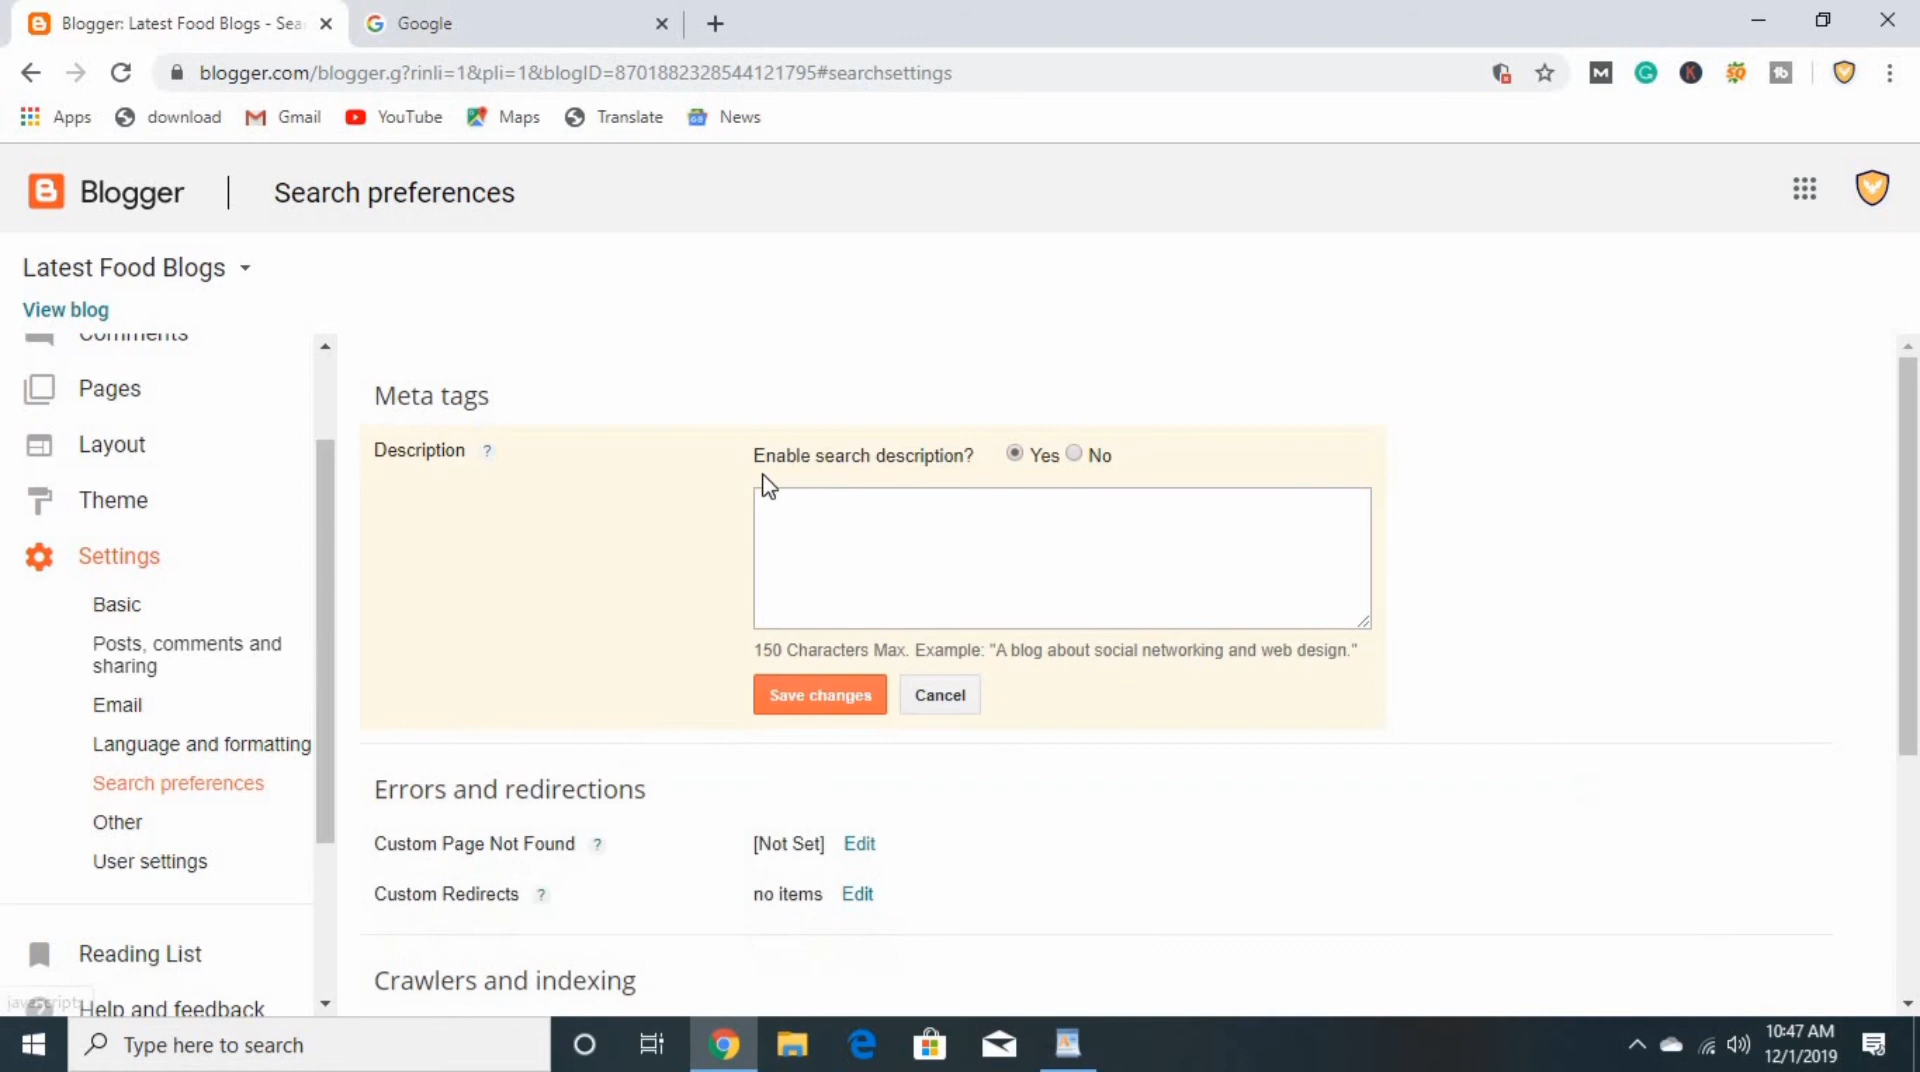 Blogger: Latest Food Blogs - Sea
Google
blogger.com/blogger.g?rinli=1&pli=1&blogID=8701882328544121795#searchsettings
Apps
download
Gmail
YouTube
Maps
Translate
News
Blogger
Search preferences
Latest Food Blogs
View blog
Comments
Pages
Layout
Theme
Settings
Basic
Posts, comments and
sharing
Email
Language and formatting
Search preferences
Other
User settings
Reading List
Help and feedback
Meta tags
Description ?
Enable search description? Yes No
150 Characters Max. Example: "A blog about social networking and web design."
Save changes
Cancel
Errors and redirections
Custom Page Not Found ? [Not Set] Edit
Custom Redirects ? no items Edit
Crawlers and indexing
Type here to search
10:47 AM
12/1/2019